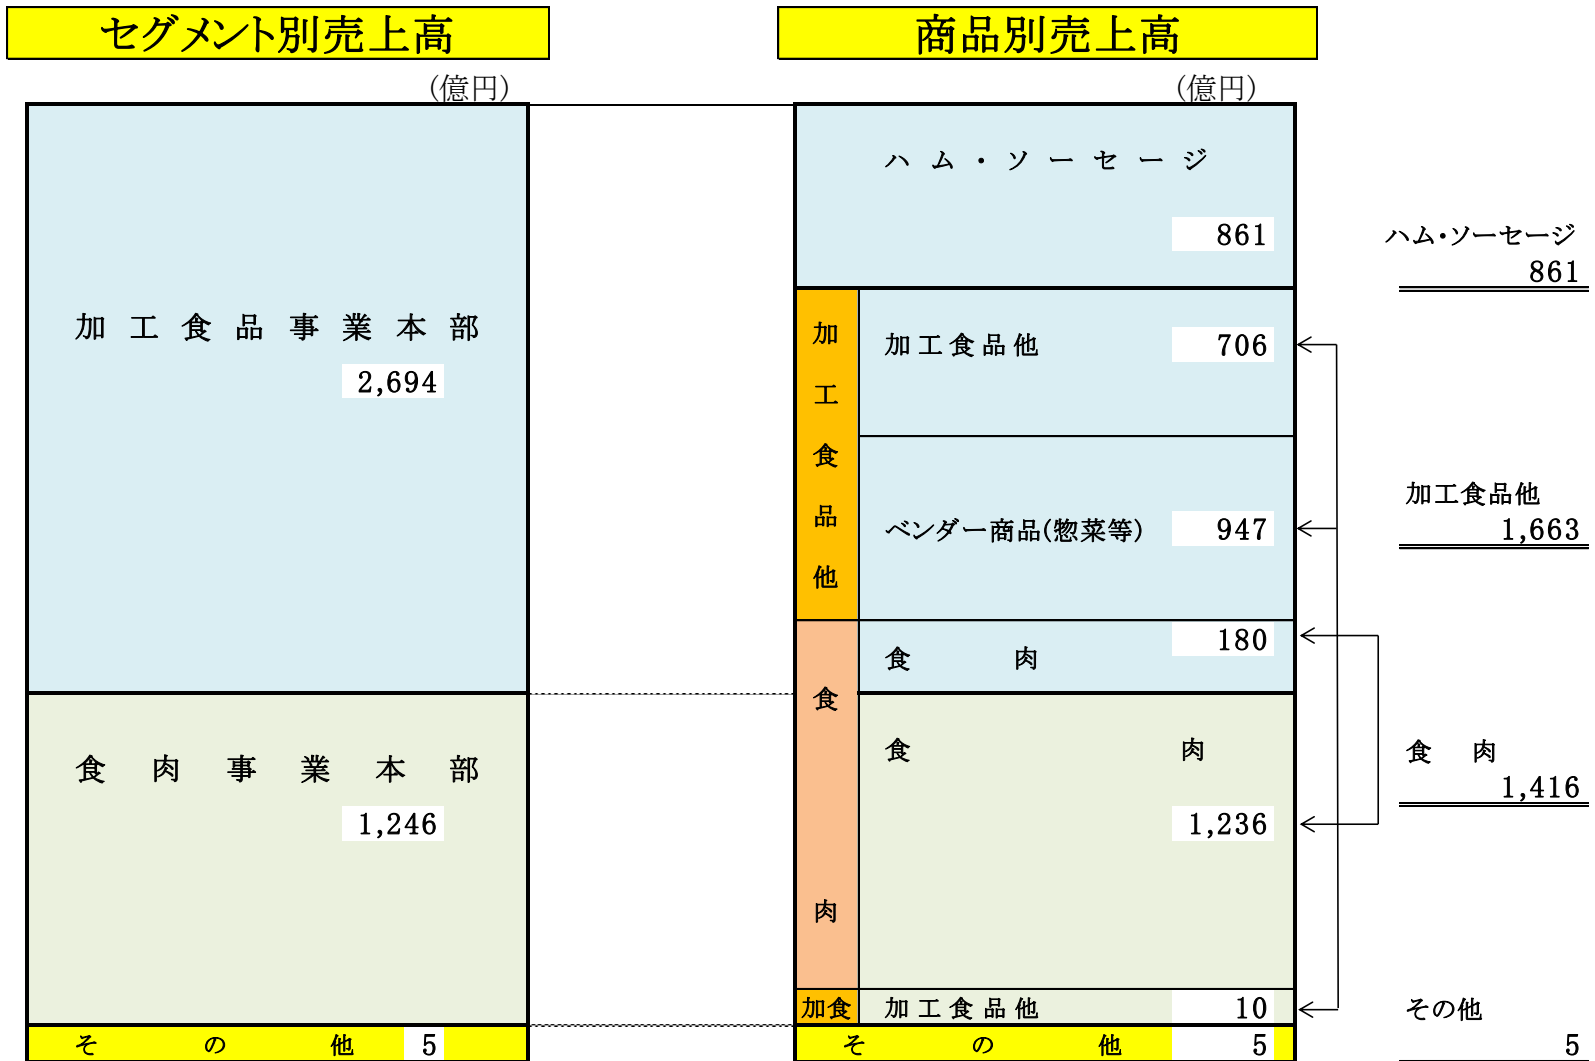 セグメント別売上高
(億円)
加工食品事業本部
2,694
食肉事業本部
1,246
その他 5
商品別売上高
(億円)
ハム・ソーセージ
861
加工食品他
加工食品他 706
ベンダー商品(惣菜等) 947
食肉
食肉 180
食肉
1,236
加食 加工食品他 10
その他 5
ハム・ソーセージ
861
加工食品他
1,663
食肉
1,416
その他
5